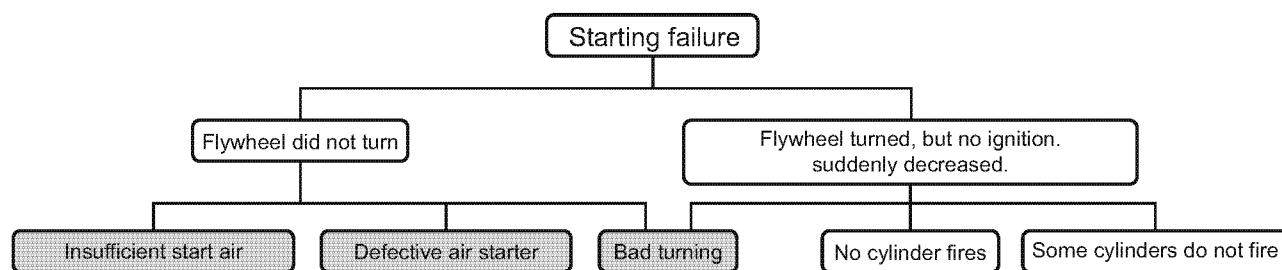 Starting failure
Flywheel did not turn
Flywheel turned, but no ignition.
suddenly decreased.
Insufficient start air
Defective air starter
Bad turning
No cylinder fires
Some cylinders do not fire